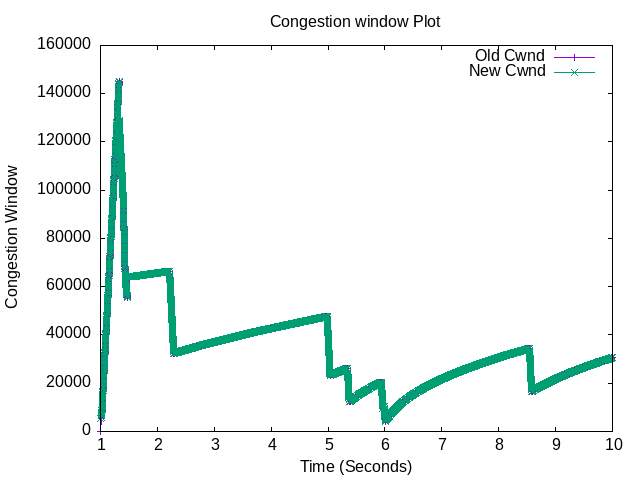 Congestion window Plot
160000
140000
120000
100000
80000
60000
40000
20000
0
Congestion Window
Old Cwnd
New Cwnd
1 2 3 4 5 6 7 8 9 10
Time (Seconds)